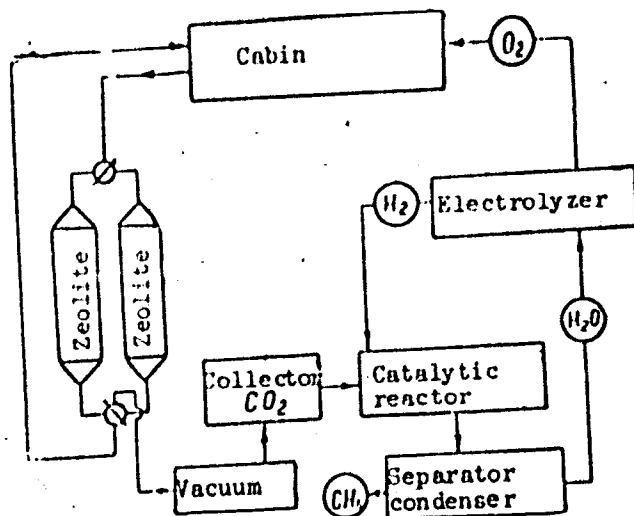 Cabin
O₂
H₂
Electrolyzer
Zeolite
Zeolite
H₂O
Collector
CO₂
Catalytic
reactor
Vacuum
Separator
condenser
CH₄